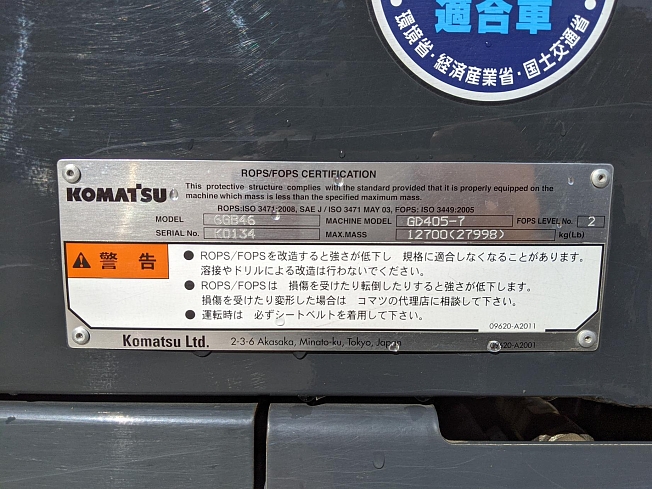 適合車
環境省・経済産業省・国土交通省
ROPS/FOPS CERTIFICATION
KOMATSU
This protective structure complies with the standard provided that it is properly equipped on the
machine which mass is less than the specified maximum mass.
ROPS:ISO 3471:2008, SAE J / ISO 3471 MAY 03, FOPS: ISO 3449:2005
MODEL 6GB46 MACHINE MODEL GD405-7 FOPS LEVEL No. 2
SERIAL No. K0134 MAX.MASS 12700(27998) kg(Lb)
警告
● ROPS/FOPSを改造すると強さが低下し 規格に適合しなくなることがあります。
溶接やドリルによる改造は行わないでください。
● ROPS/FOPSは 損傷を受けたり転倒したりすると強さが低下します。
損傷を受けたり変形した場合は コマツの代理店に相談して下さい。
● 運転時は 必ずシートベルトを着用して下さい。
09620-A2011
Komatsu Ltd. 2-3-6 Akasaka, Minato-ku, Tokyo, Japan 09620-A2001